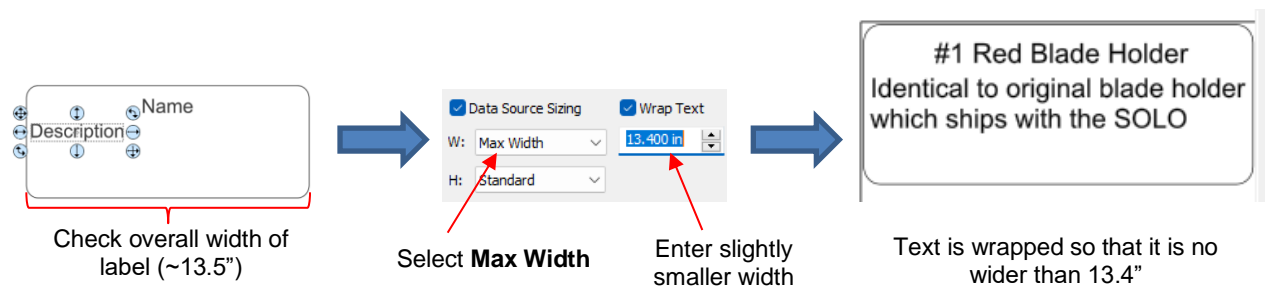 Name
Description
Check overall width of
label (~13.5”)
Data Source Sizing
Wrap Text
W: Max Width
13.400 in
H: Standard
Select Max Width
Enter slightly
smaller width
#1 Red Blade Holder
Identical to original blade holder
which ships with the SOLO
Text is wrapped so that it is no
wider than 13.4”